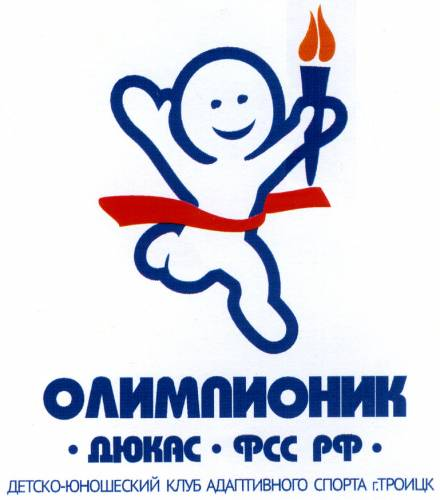 ОЛИМПИОНИК
• ДЮКАС • ФСС РФ •
ДЕТСКО-ЮНОШЕСКИЙ КЛУБ АДАПТИВНОГО СПОРТА г.ТРОИЦК